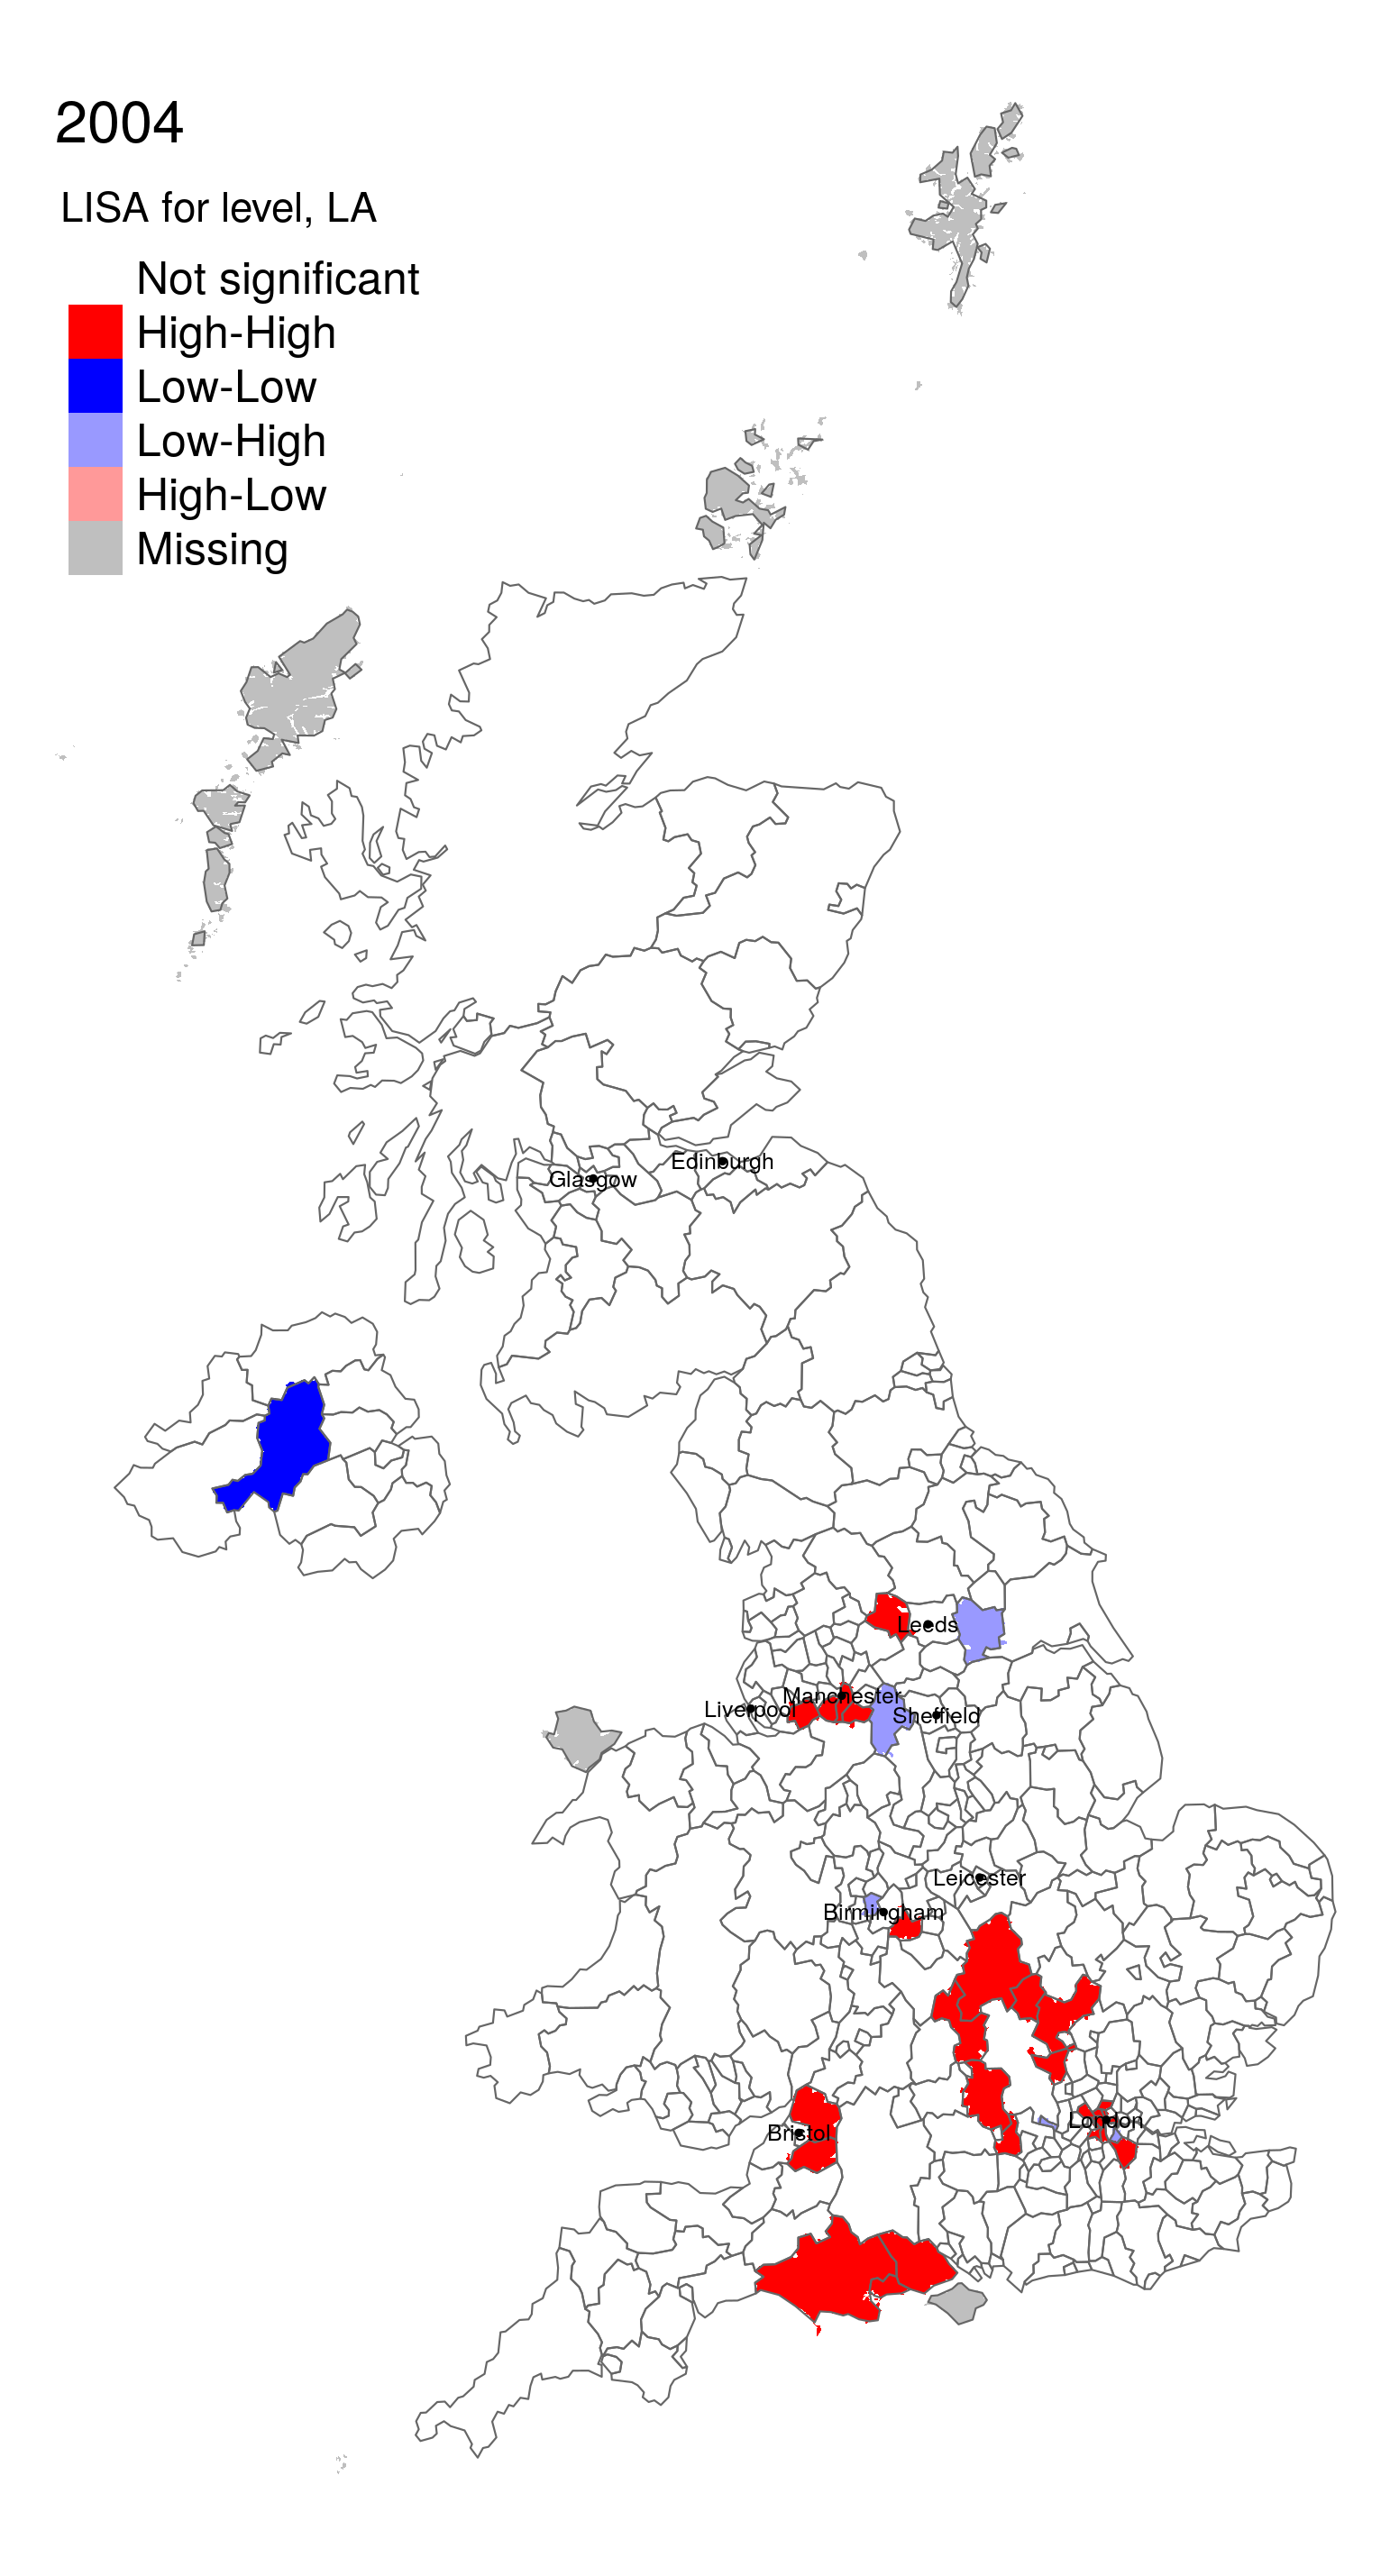 2004
LISA for level, LA
Not significant
High-High
Low-Low
Low-High
High-Low
Missing
Edinburgh
Glasgow
Leeds
Manchester
Liverpool
Sheffield
Leicester
Birmingham
London
Bristol